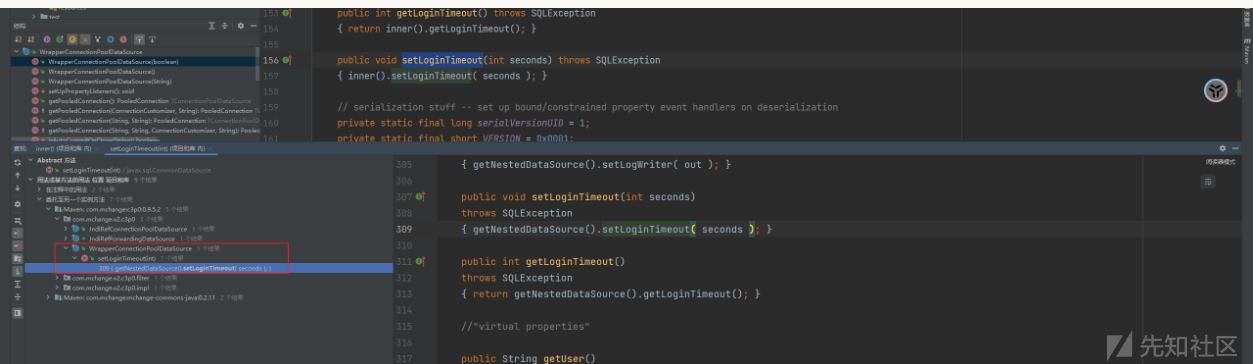 test
153 public int getLoginTimeout() throws SQLException
154 { return inner().getLoginTimeout(); }
155
156 public void setLoginTimeout(int seconds) throws SQLException
157 { inner().setLoginTimeout( seconds ); }
158
159 // serialization stuff -- set up bound/constrained property event handlers on deserialization
160 private static final long serialVersionUID = 1;
161 private static final short VERSION = 0x0001;
WrapperConnectionPoolDataSource
WrapperConnectionPoolDataSource(boolean)
WrapperConnectionPoolDataSource()
WrapperConnectionPoolDataSource(String)
setUpPropertyListeners(): void
getPooledConnection(): PooledConnection ↑ConnectionPoolDataSource
getPooledConnection(ConnectionCustomizer, String): PooledConnection
getPooledConnection(String, String): PooledConnection ↑ConnectionPoolD
getPooledConnection(String, String, ConnectionCustomizer, String): Pooled
Maven
查找: inner() (项目和库 内) × setLoginTimeout(int) (项目和库 内) ×
Abstract 方法
setLoginTimeout(int) / javax.sql.CommonDataSource
用法或基方法的用法 位置 项目和库 9 个结果
在注释中的用法 2 个结果
委托至另一个实例方法 7 个结果
Maven: com.mchange:c3p0:0.9.5.2 5 个结果
com.mchange.v2.c3p0 3 个结果
JndiRefConnectionPoolDataSource 1 个结果
JndiRefForwardingDataSource 1 个结果
WrapperConnectionPoolDataSource 1 个结果
setLoginTimeout(int) 1 个结果
309 { getNestedDataSource().setLoginTimeout( seconds ); }
com.mchange.v2.c3p0.filter 1 个结果
com.mchange.v2.c3p0.impl 1 个结果
Maven: com.mchange:mchange-commons-java:0.2.11 2 个结果
305 { getNestedDataSource().setLogWriter( out ); }
306
307 public void setLoginTimeout(int seconds)
308 throws SQLException
309 { getNestedDataSource().setLoginTimeout( seconds ); }
310
311 public int getLoginTimeout()
312 throws SQLException
313 { return getNestedDataSource().getLoginTimeout(); }
314
315 //"virtual properties"
316
317 public String getUser()
阅读器模式
先知社区